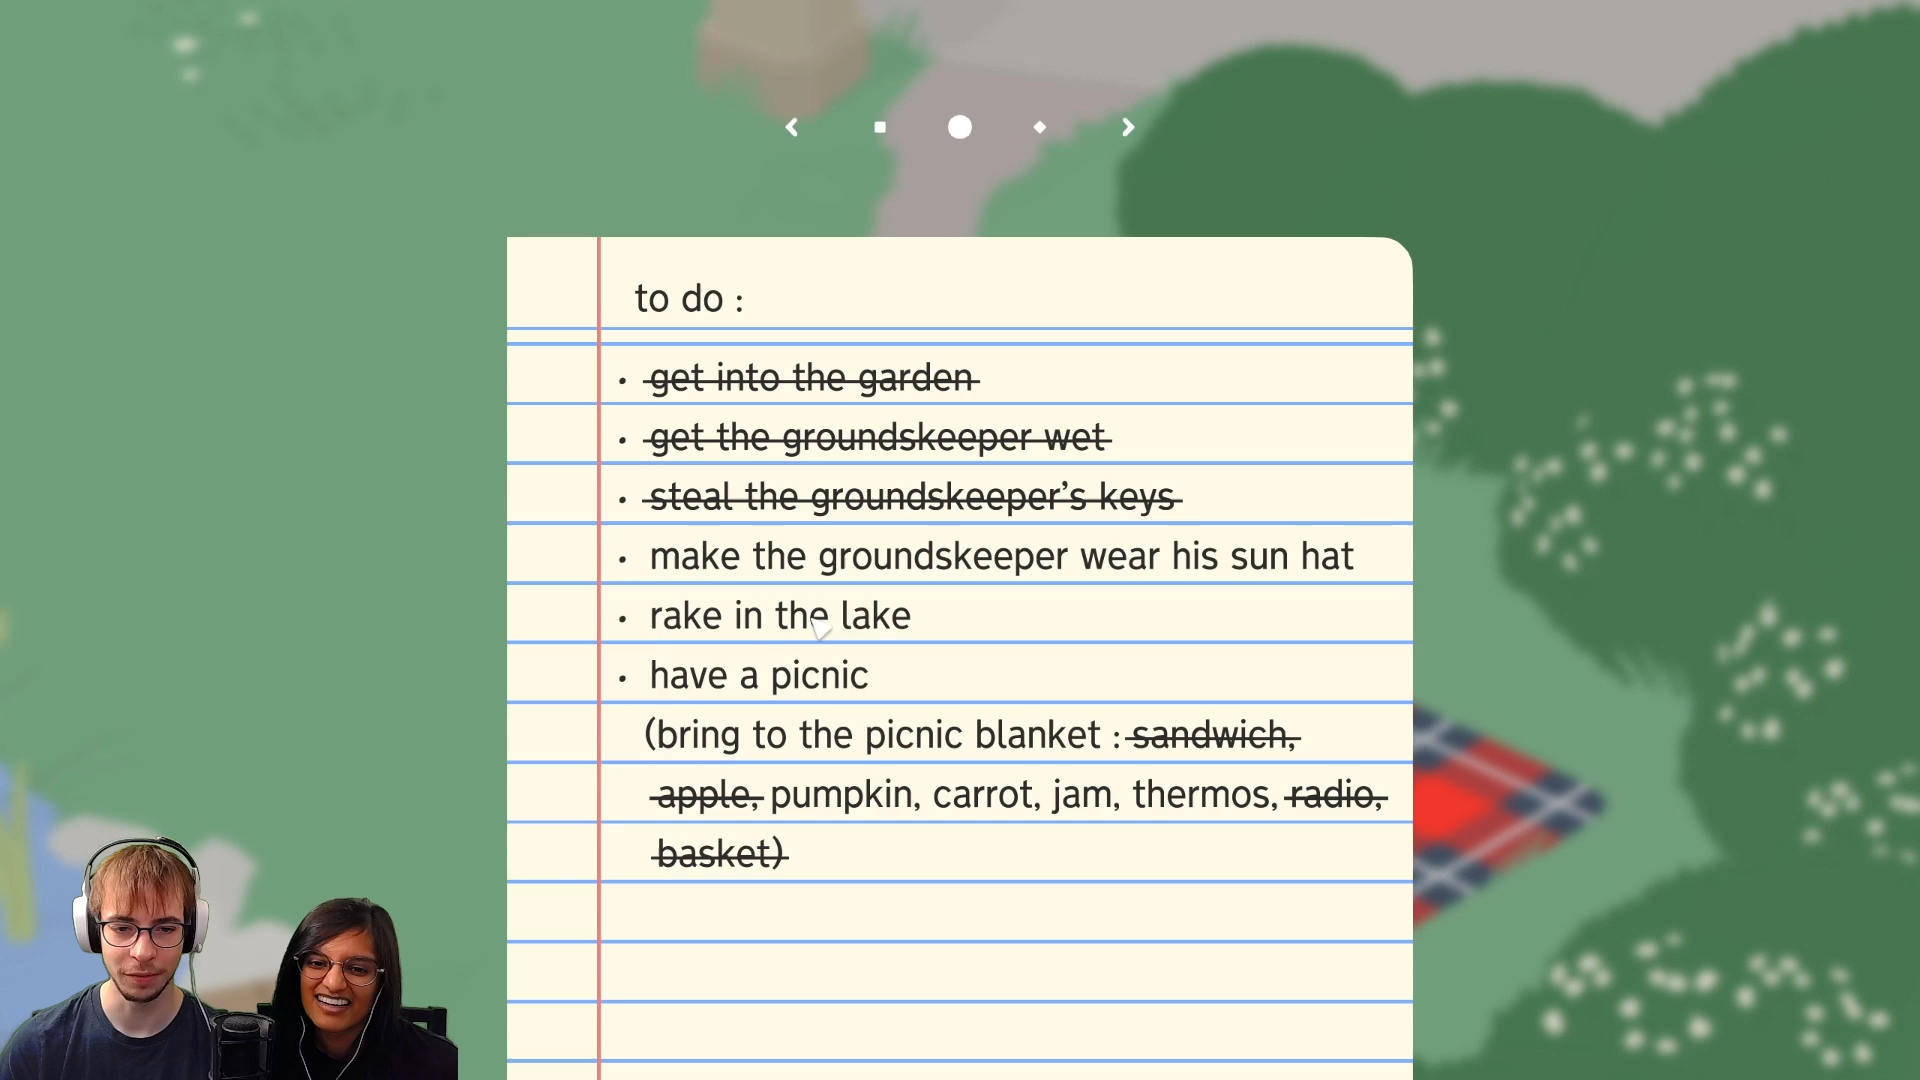 to do :
• get into the garden
• get the groundskeeper wet
• steal the groundskeeper's keys
• make the groundskeeper wear his sun hat
• rake in the lake
• have a picnic
(bring to the picnic blanket : sandwich,
apple, pumpkin, carrot, jam, thermos, radio,
basket)